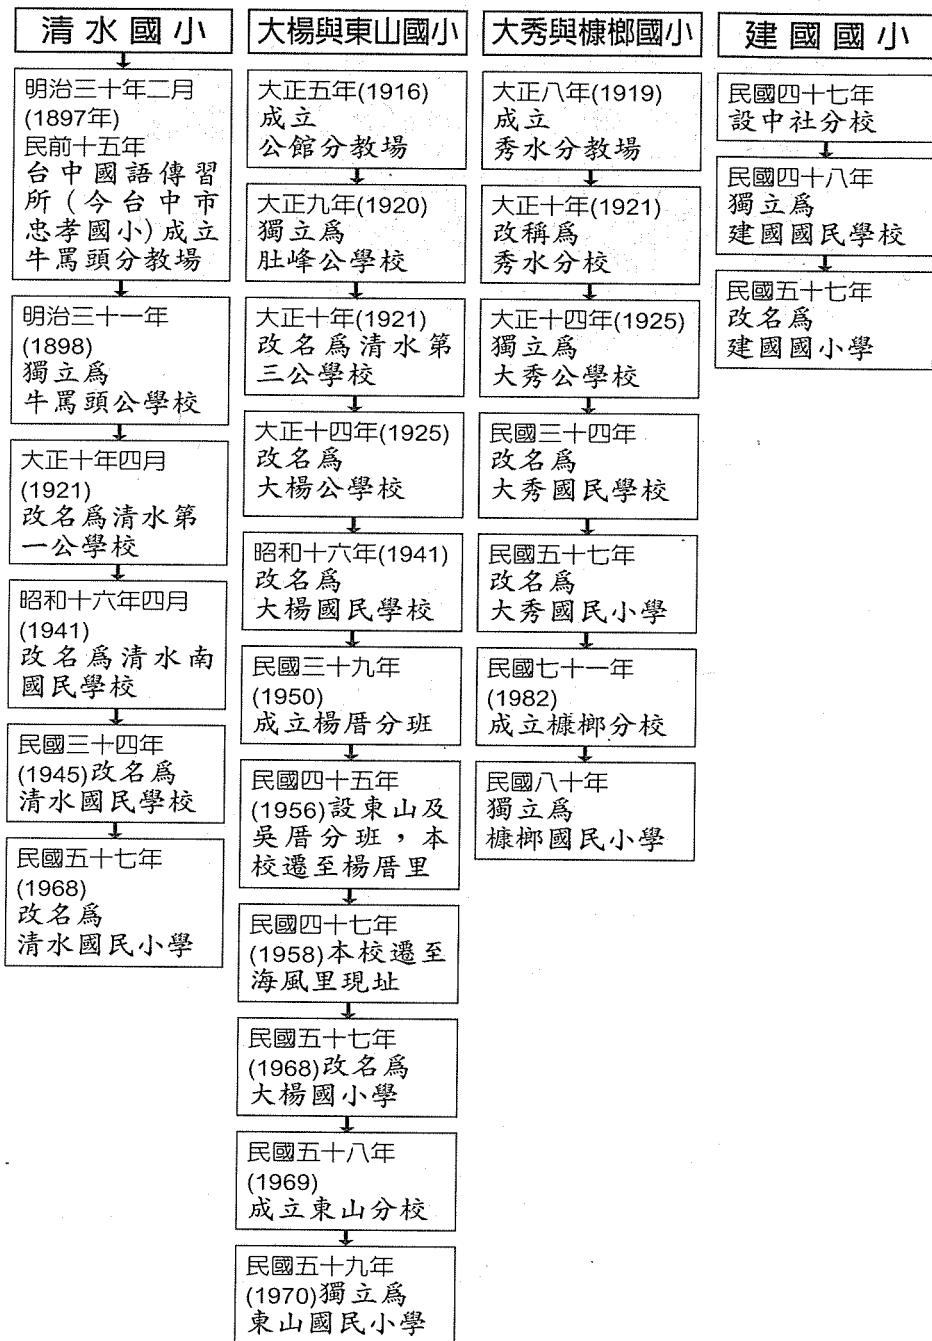 清水國小
明治三十年二月
(1897年)
民前十五年
台中國語傳習
所(今台中市
忠孝國小)成立
牛罵頭分教場
明治三十一年
(1898)
獨立爲
牛罵頭公學校
大正十年四月
(1921)
改名爲清水第
一公學校
昭和十六年四月
(1941)
改名爲清水南
國民學校
民國三十四年
(1945)改名爲
清水國民學校
民國五十七年
(1968)
改名爲
清水國民小學
大楊與東山國小
大正五年(1916)
成立
公館分教場
大正九年(1920)
獨立爲
肚峰公學校
大正十年(1921)
改名爲清水第
三公學校
大正十四年(1925)
改名爲
大楊公學校
昭和十六年(1941)
改名爲
大楊國民學校
民國三十九年
(1950)
成立楊厝分班
民國四十五年
(1956)設東山及
吳厝分班，本
校遷至楊厝里
民國四十七年
(1958)本校遷至
海風里現址
民國五十七年
(1968)改名爲
大楊國小學
民國五十八年
(1969)
成立東山分校
民國五十九年
(1970)獨立爲
東山國民小學
大秀與槺榔國小
大正八年(1919)
成立
秀水分教場
大正十年(1921)
改稱爲
秀水分校
大正十四年(1925)
獨立爲
大秀公學校
民國三十四年
改名爲
大秀國民學校
民國五十七年
改名爲
大秀國民小學
民國七十一年
(1982)
成立槺榔分校
民國八十年
獨立爲
槺榔國民小學
建國國小
民國四十七年
設中社分校
民國四十八年
獨立爲
建國國民學校
民國五十七年
改名爲
建國國小學